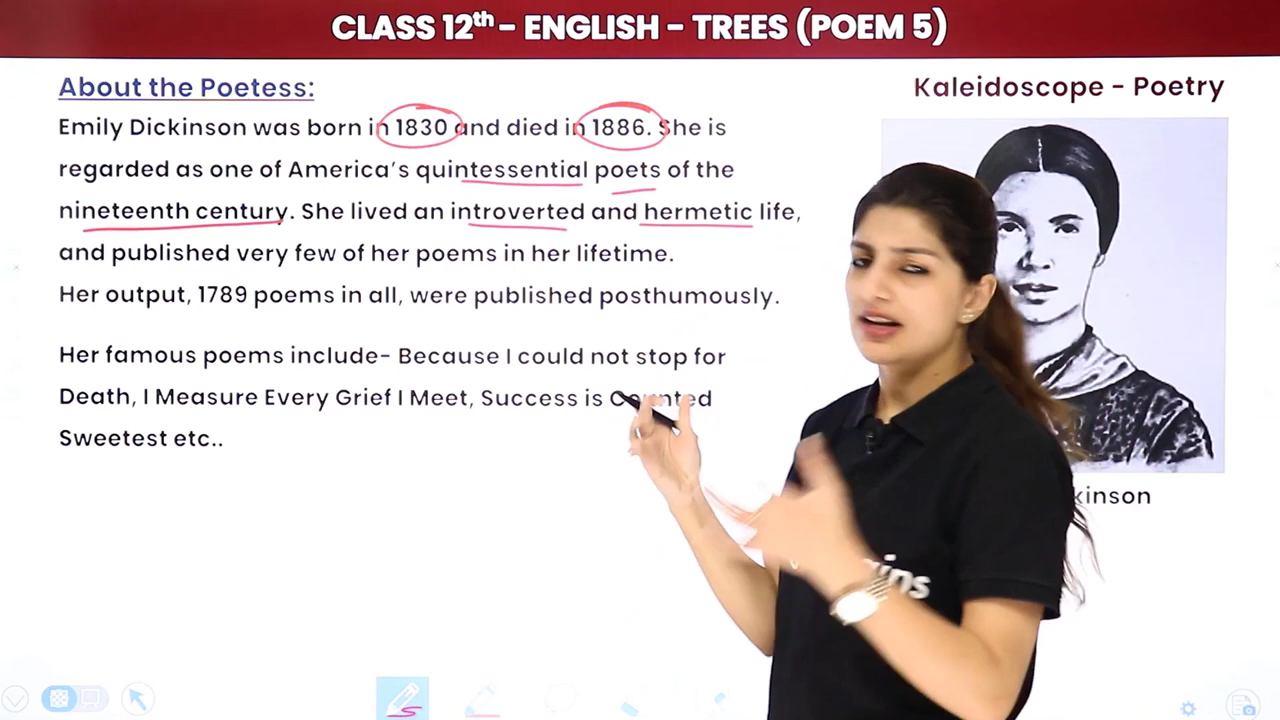 CLASS 12th - ENGLISH - TREES (POEM 5)
About the Poetess:
Kaleidoscope - Poetry
Emily Dickinson was born in 1830 and died in 1886. She is
regarded as one of America's quintessential poets of the
nineteenth century. She lived an introverted and hermetic life,
and published very few of her poems in her lifetime.
Her output, 1789 poems in all, were published posthumously.
Her famous poems include- Because I could not stop for
Death, I Measure Every Grief I Meet, Success is Counted
Sweetest etc..
kinson